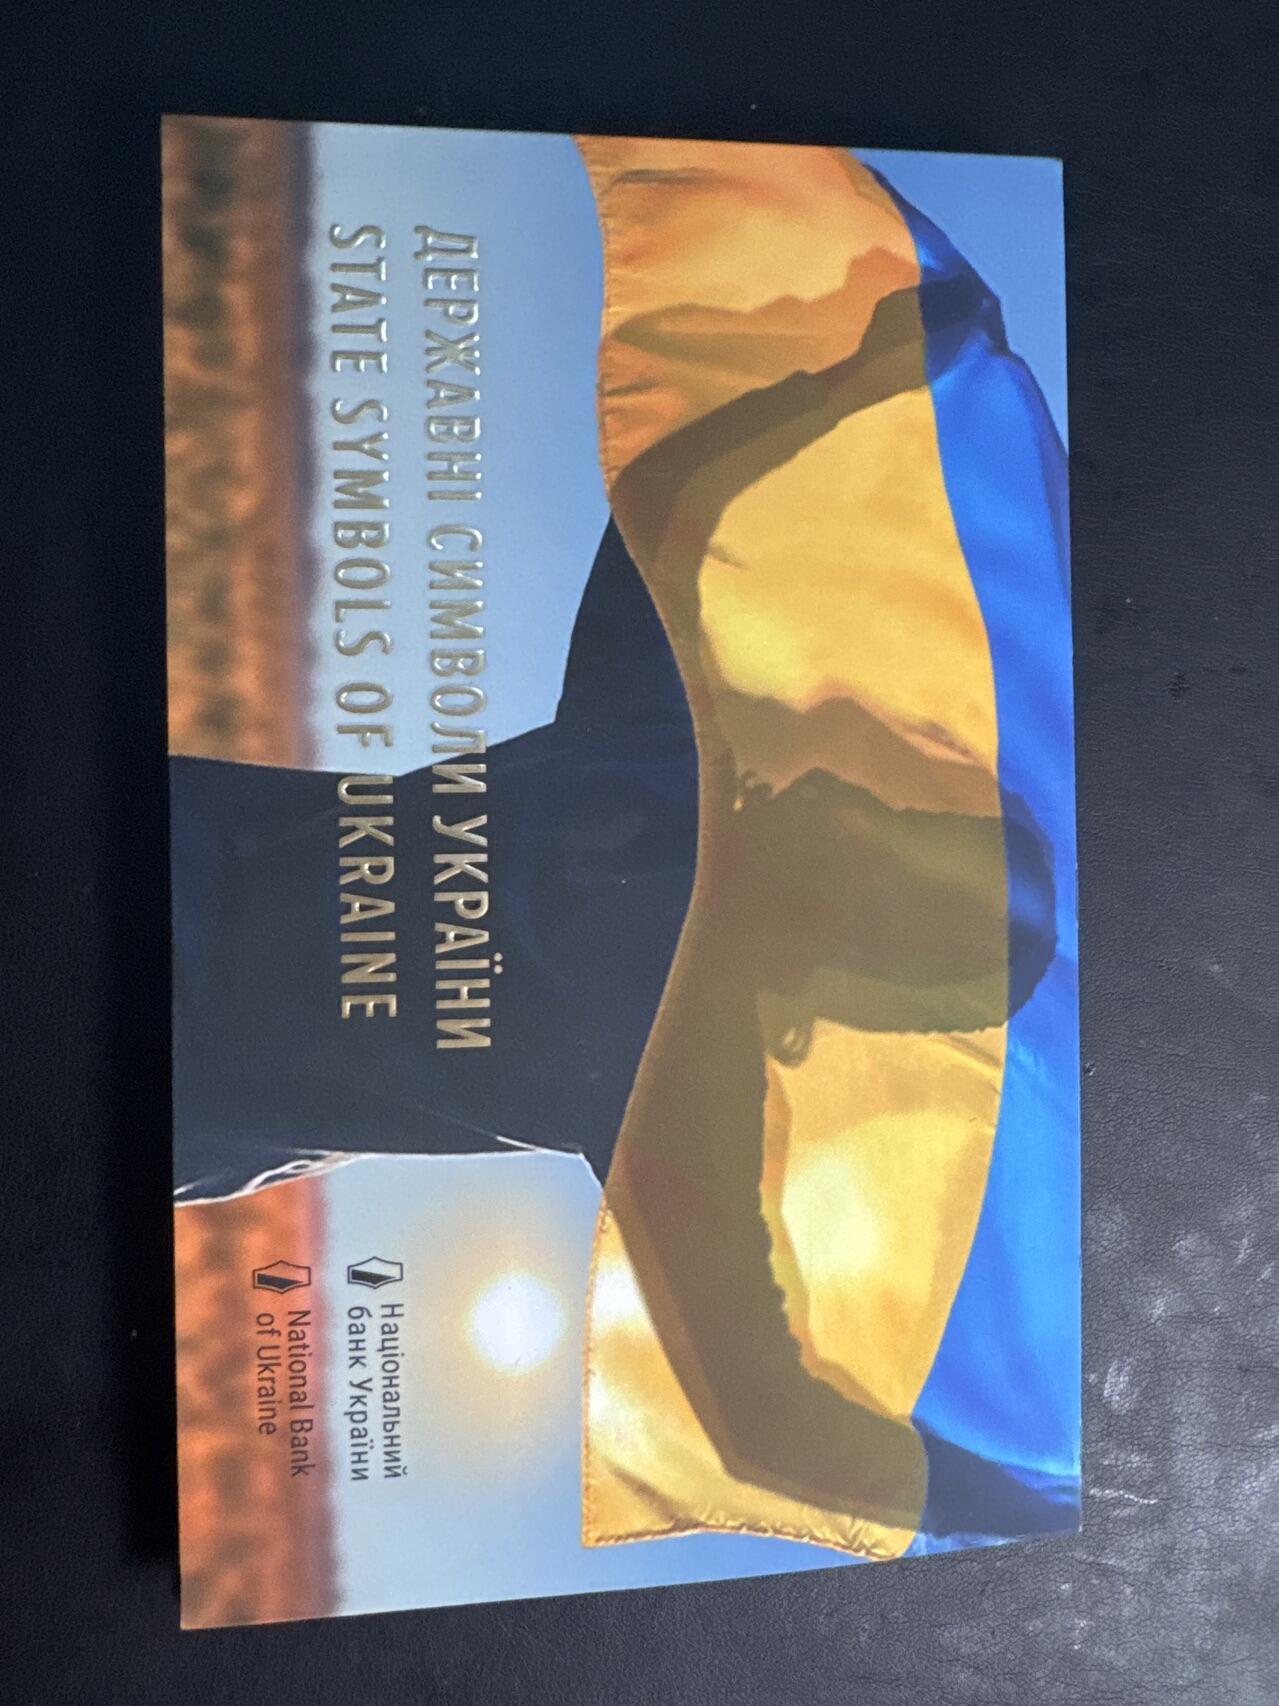 ДЕРЖАВНІ СИМВОЛИ УКРАЇНИ
STATE SYMBOLS OF UKRAINE
Національний
банк України
National Bank
of Ukraine